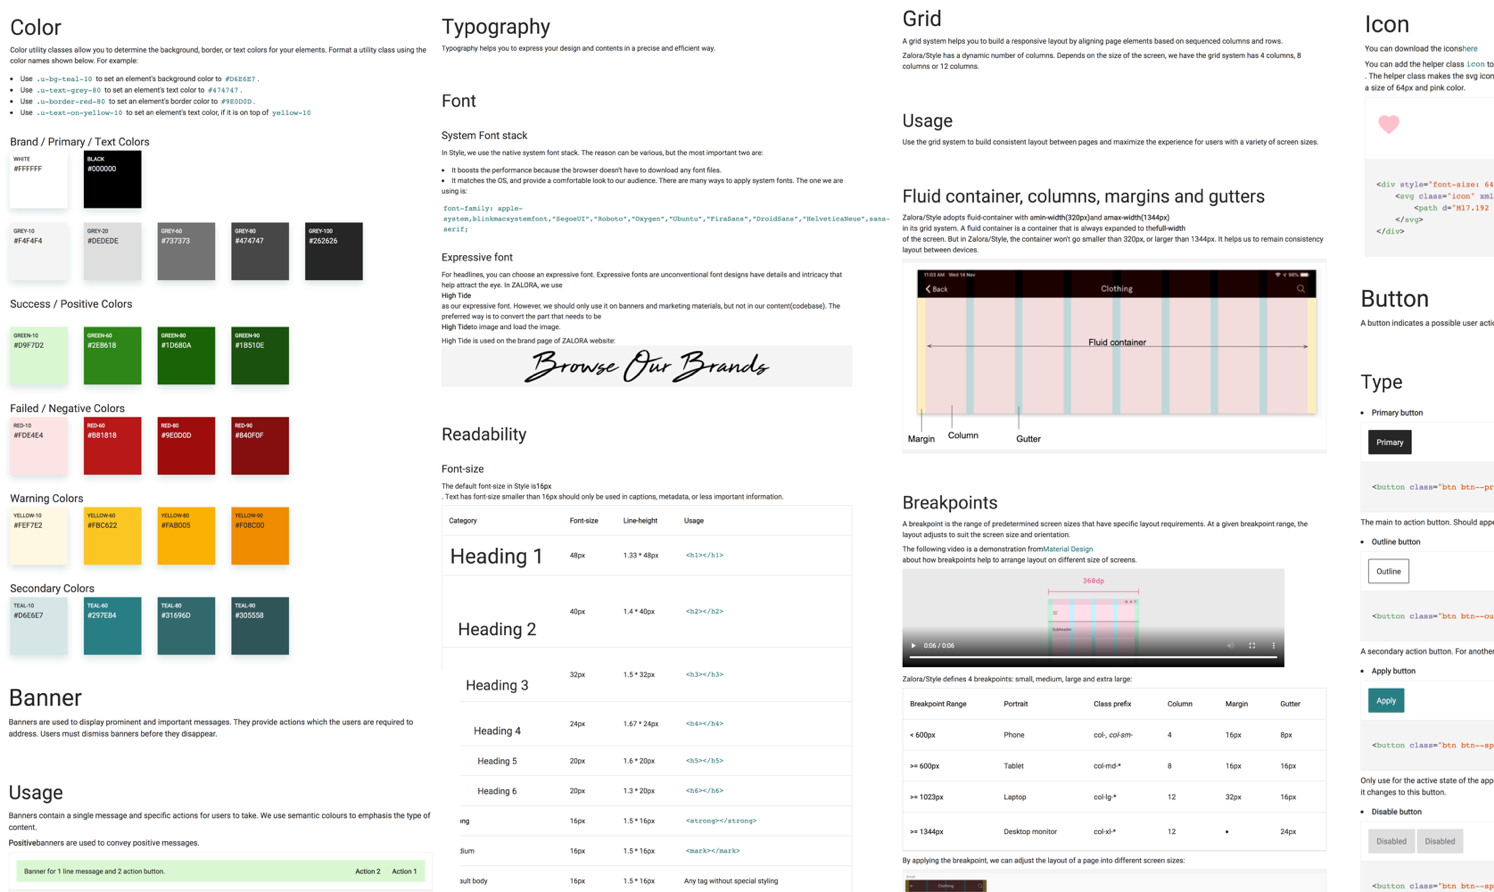 Color
Color utility classes allow you to determine the background, border, or text colors for your elements. Format a utility class using the
color names shown below. For example:
Use .u-bg-teal-10 to set an element's background color to #D6E6E7.
Use .u-text-grey-80 to set an element's text color to #474747.
Use .u-border-red-80 to set an element's border color to #9E0D0D.
Use .u-text-on-yellow-10 to set an element's text color, if it is on top of yellow-10
Brand / Primary / Text Colors
WHITE
#FFFFFF
BLACK
#000000
GREY-10
#F4F4F4
GREY-20
#DEDEDE
GREY-60
#737373
GREY-80
#474747
GREY-100
#262626
Success / Positive Colors
GREEN-10
#D9F7D2
GREEN-60
#2E8618
GREEN-80
#1D680A
GREEN-90
#1B510E
Failed / Negative Colors
RED-10
#FDE4E4
RED-60
#B81818
RED-80
#9E0D0D
RED-90
#840F0F
Warning Colors
YELLOW-10
#FEF7E2
YELLOW-60
#FBC622
YELLOW-80
#FAB005
YELLOW-90
#F08C00
Secondary Colors
TEAL-10
#D6E6E7
TEAL-60
#297E84
TEAL-80
#31696D
TEAL-90
#305558
Banner
Banners are used to display prominent and important messages. They provide actions which the users are required to
address. Users must dismiss banners before they disappear.
Usage
Banners contain a single message and specific actions for users to take. We use semantic colours to emphasis the type of
content.
Positivebanners are used to convey positive messages.
Banner for 1 line message and 2 action button. Action 2 Action 1
Typography
Typography helps you to express your design and contents in a precise and efficient way.
Font
System Font stack
In Style, we use the native system font stack. The reason can be various, but the most important two are:
It boosts the performance because the browser doesn't have to download any font files.
It matches the OS, and provide a comfortable look to our audience. There are many ways to apply system fonts. The one we are
using is:
font-family: apple-
system,blinkmacsystemfont,"SegoeUI","Roboto","Oxygen","Ubuntu","FiraSans","DroidSans","HelveticaNeue",sans-
serif;
Expressive font
For headlines, you can choose an expressive font. Expressive fonts are unconventional font designs have details and intricacy that
help attract the eye. In ZALORA, we use
High Tide
as our expressive font. However, we should only use it on banners and marketing materials, but not in our content(codebase). The
preferred way is to convert the part that needs to be
High Tideto image and load the image.
High Tide is used on the brand page of ZALORA website:
Browse Our Brands
Readability
Font-size
The default font-size in Style is16px
. Text has font-size smaller than 16px should only be used in captions, metadata, or less important information.
Category Font-size Line-height Usage
Heading 1 48px 1.33 * 48px <h1></h1>
Heading 2 40px 1.4 * 40px <h2></h2>
Heading 3 32px 1.5 * 32px <h3></h3>
Heading 4 24px 1.67 * 24px <h4></h4>
Heading 5 20px 1.6 * 20px <h5></h5>
Heading 6 20px 1.3 * 20px <h6></h6>
ng 16px 1.5 * 16px <strong></strong>
dium 16px 1.5 * 16px <mark></mark>
ault body 16px 1.5 * 16px Any tag without special styling
Grid
A grid system helps you to build a responsive layout by aligning page elements based on sequenced columns and rows.
Zalora/Style has a dynamic number of columns. Depends on the size of the screen, we have the grid system has 4 columns, 8
columns or 12 columns.
Usage
Use the grid system to build consistent layout between pages and maximize the experience for users with a variety of screen sizes.
Fluid container, columns, margins and gutters
Zalora/Style adopts fluid-container with amin-width(320px)and amax-width(1344px)
in its grid system. A fluid container is a container that is always expanded to thefull-width
of the screen. But in Zalora/Style, the container won't go smaller than 320px, or larger than 1344px. It helps us to remain consistency
layout between devices.
11:03 AM Wed 14 Nov 96%
Back Clothing
Fluid container
Margin Column Gutter
Breakpoints
A breakpoint is the range of predetermined screen sizes that have specific layout requirements. At a given breakpoint range, the
layout adjusts to suit the screen size and orientation.
The following video is a demonstration fromMaterial Design
about how breakpoints help to arrange layout on different size of screens.
360dp
Subheader
0:06 / 0:06
Zalora/Style defines 4 breakpoints: small, medium, large and extra large:
Breakpoint Range Portrait Class prefix Column Margin Gutter
< 600px Phone col-, col-sm- 4 16px 8px
>= 600px Tablet col-md-* 8 16px 16px
>= 1023px Laptop col-lg-* 12 32px 16px
>= 1344px Desktop monitor col-xl-* 12 • 24px
By applying the breakpoint, we can adjust the layout of a page into different screen sizes:
Clothing
Icon
You can download the iconshere
You can add the helper class icon to
. The helper class makes the svg icon
a size of 64px and pink color.
<div style="font-size: 64
<svg class="icon" xml
<path d="M17.192
</svg>
</div>
Button
A button indicates a possible user actio
Type
Primary button
Primary
<button class="btn btn--pr
The main to action button. Should appe
Outline button
Outline
<button class="btn btn--ou
A secondary action button. For another
Apply button
Apply
<button class="btn btn--sp
Only use for the active state of the app
it changes to this button.
Disable button
Disabled Disabled
<button class="btn btn--sp